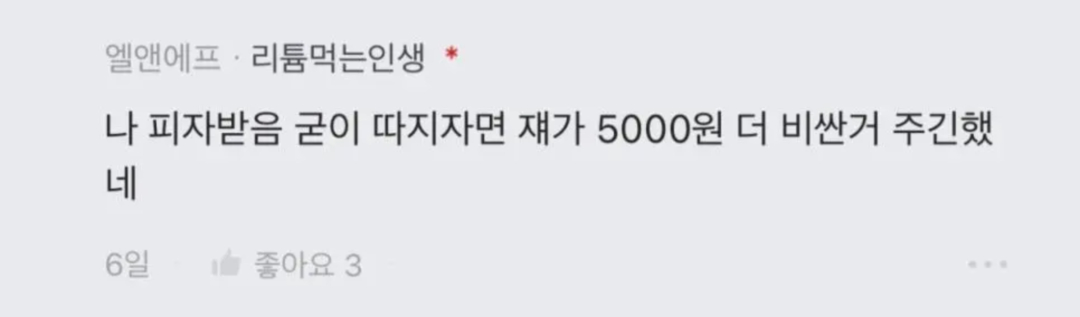 엘앤에프 · 리튬먹는인생 *
나 피자받음 굳이 따지자면 쟤가 5000원 더 비싼거 주긴했
네
6일 · 좋아요 3